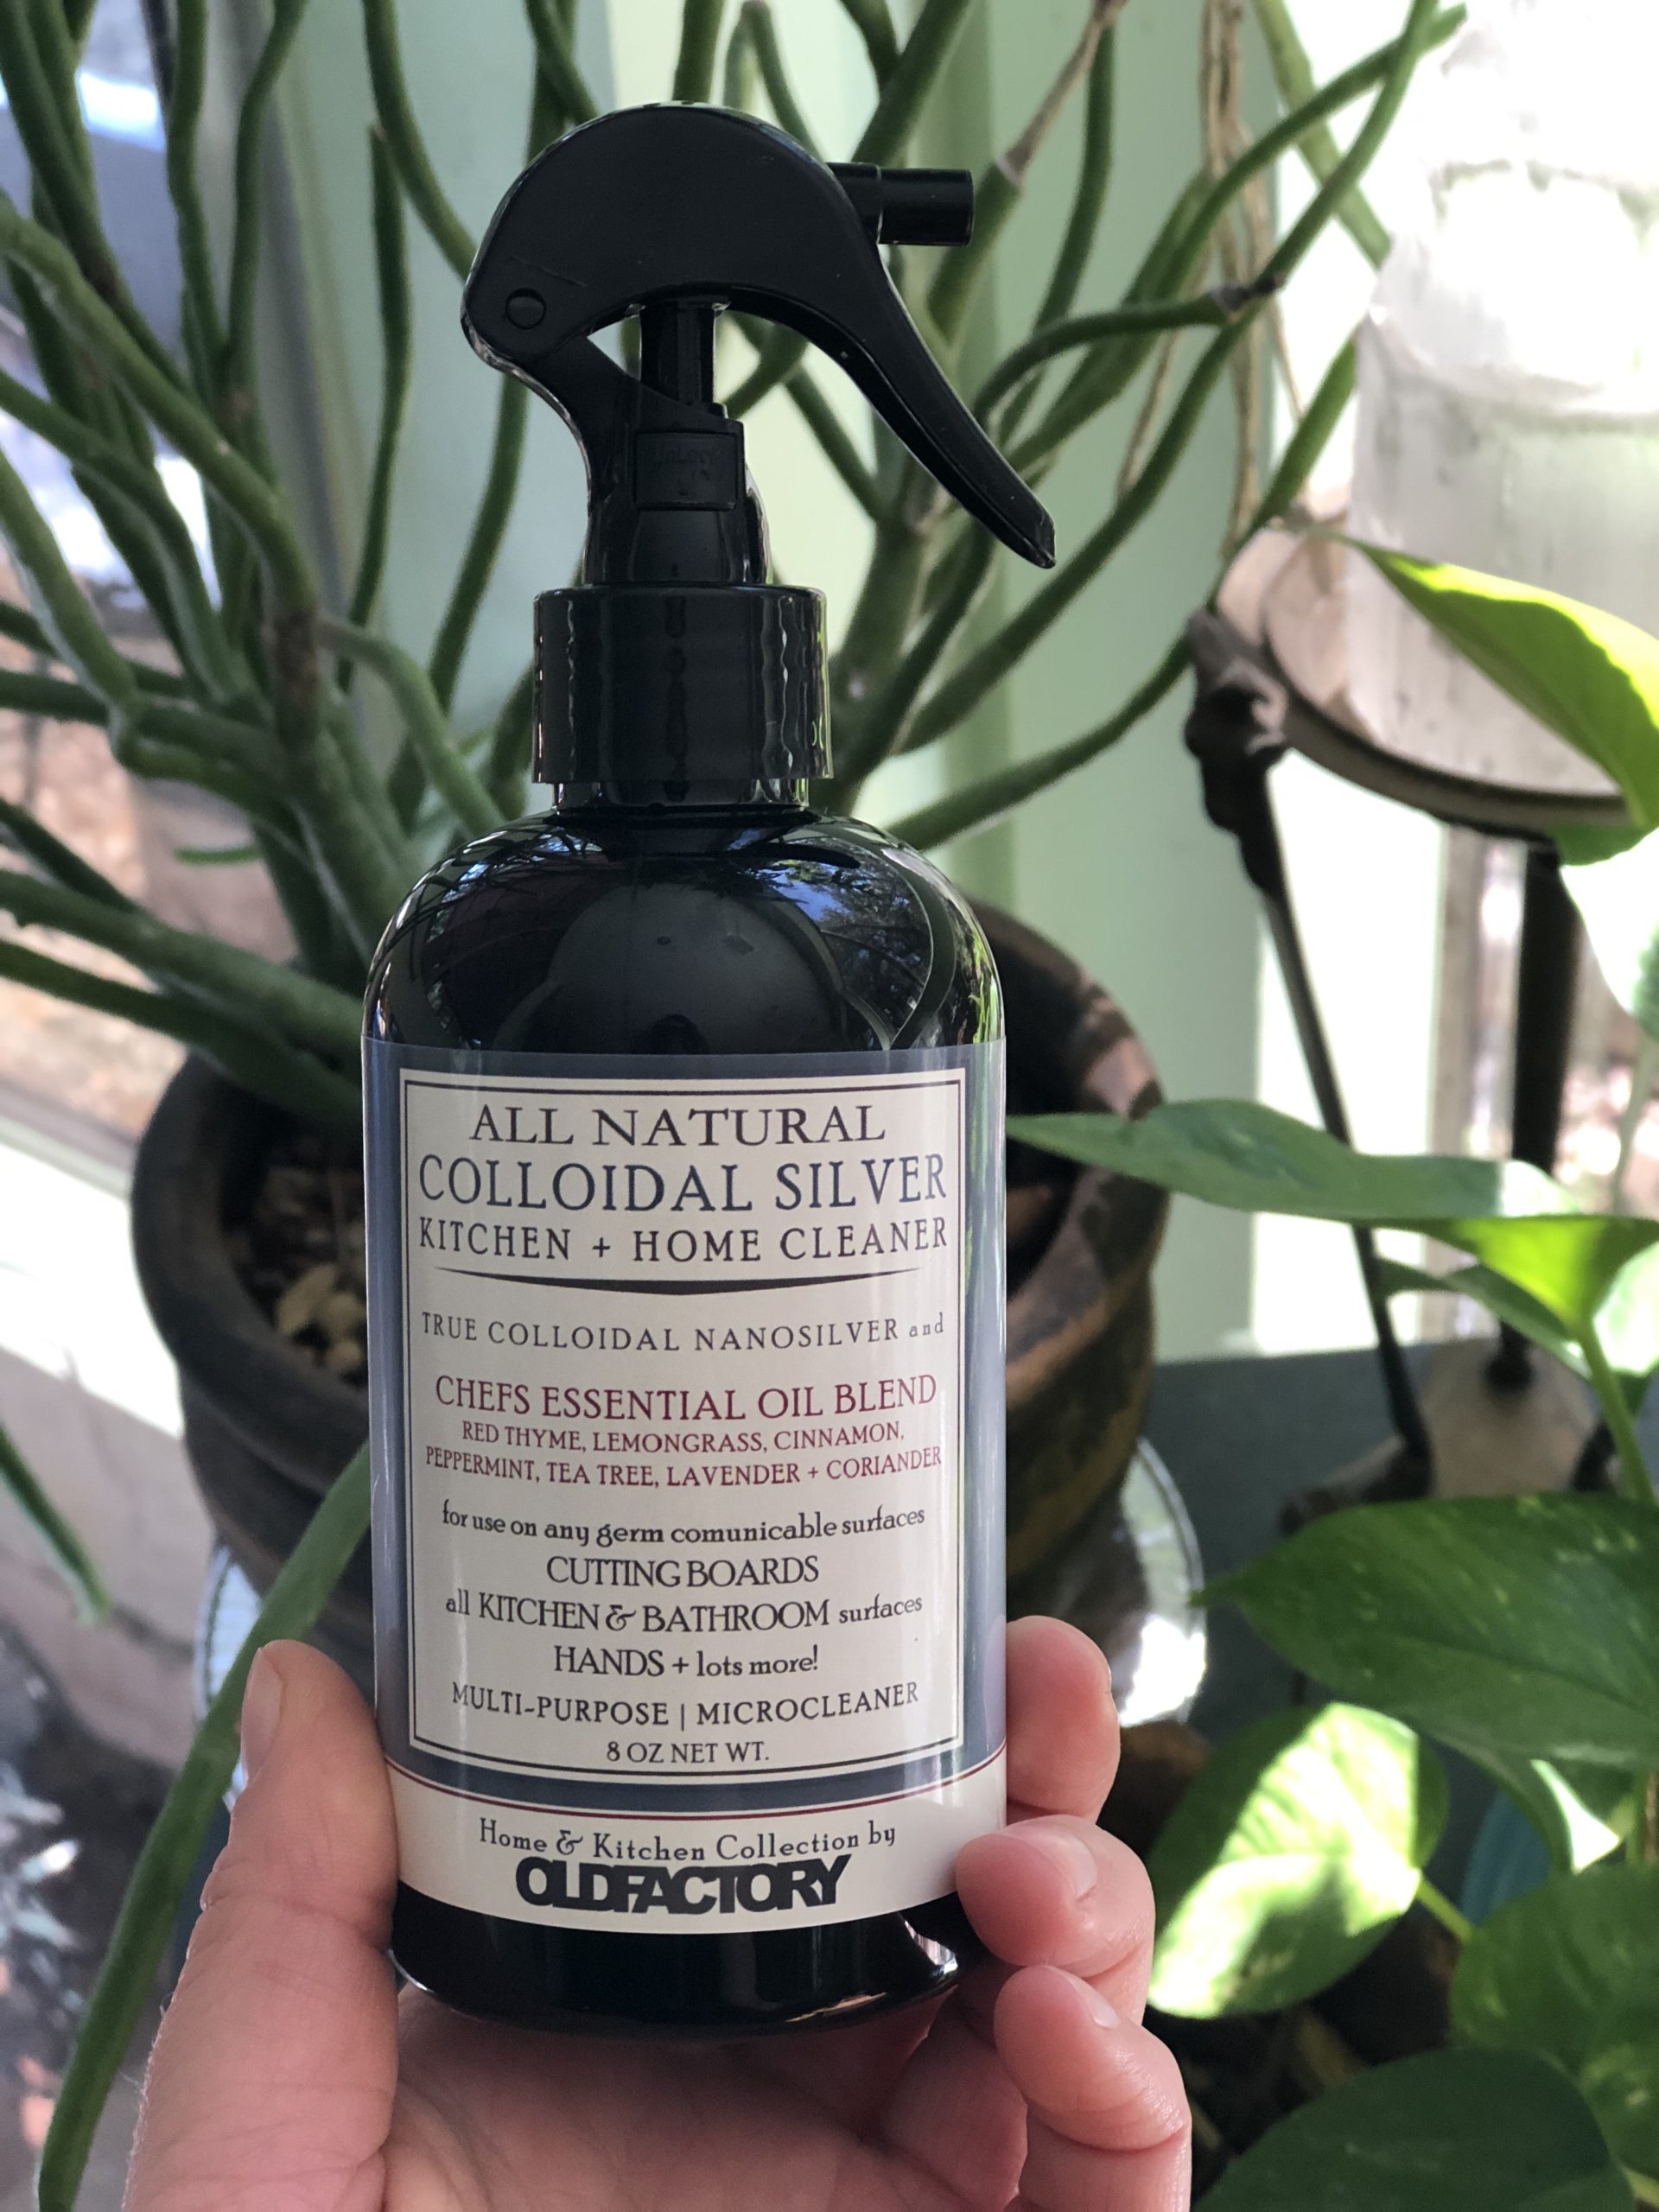 ALL NATURAL
COLLOIDAL SILVER
KITCHEN + HOME CLEANER
TRUE COLLOIDAL NANOSILVER and
CHEFS ESSENTIAL OIL BLEND
RED THYME, LEMONGRASS, CINNAMON,
PEPPERMINT, TEA TREE, LAVENDER + CORIANDER
for use on any germ comunicable surfaces
CUTTING BOARDS
all KITCHEN & BATHROOM surfaces
HANDS + lots more!
MULTI-PURPOSE | MICROCLEANER
8 OZ NET WT.
Home & Kitchen Collection by
OLDFACTORY